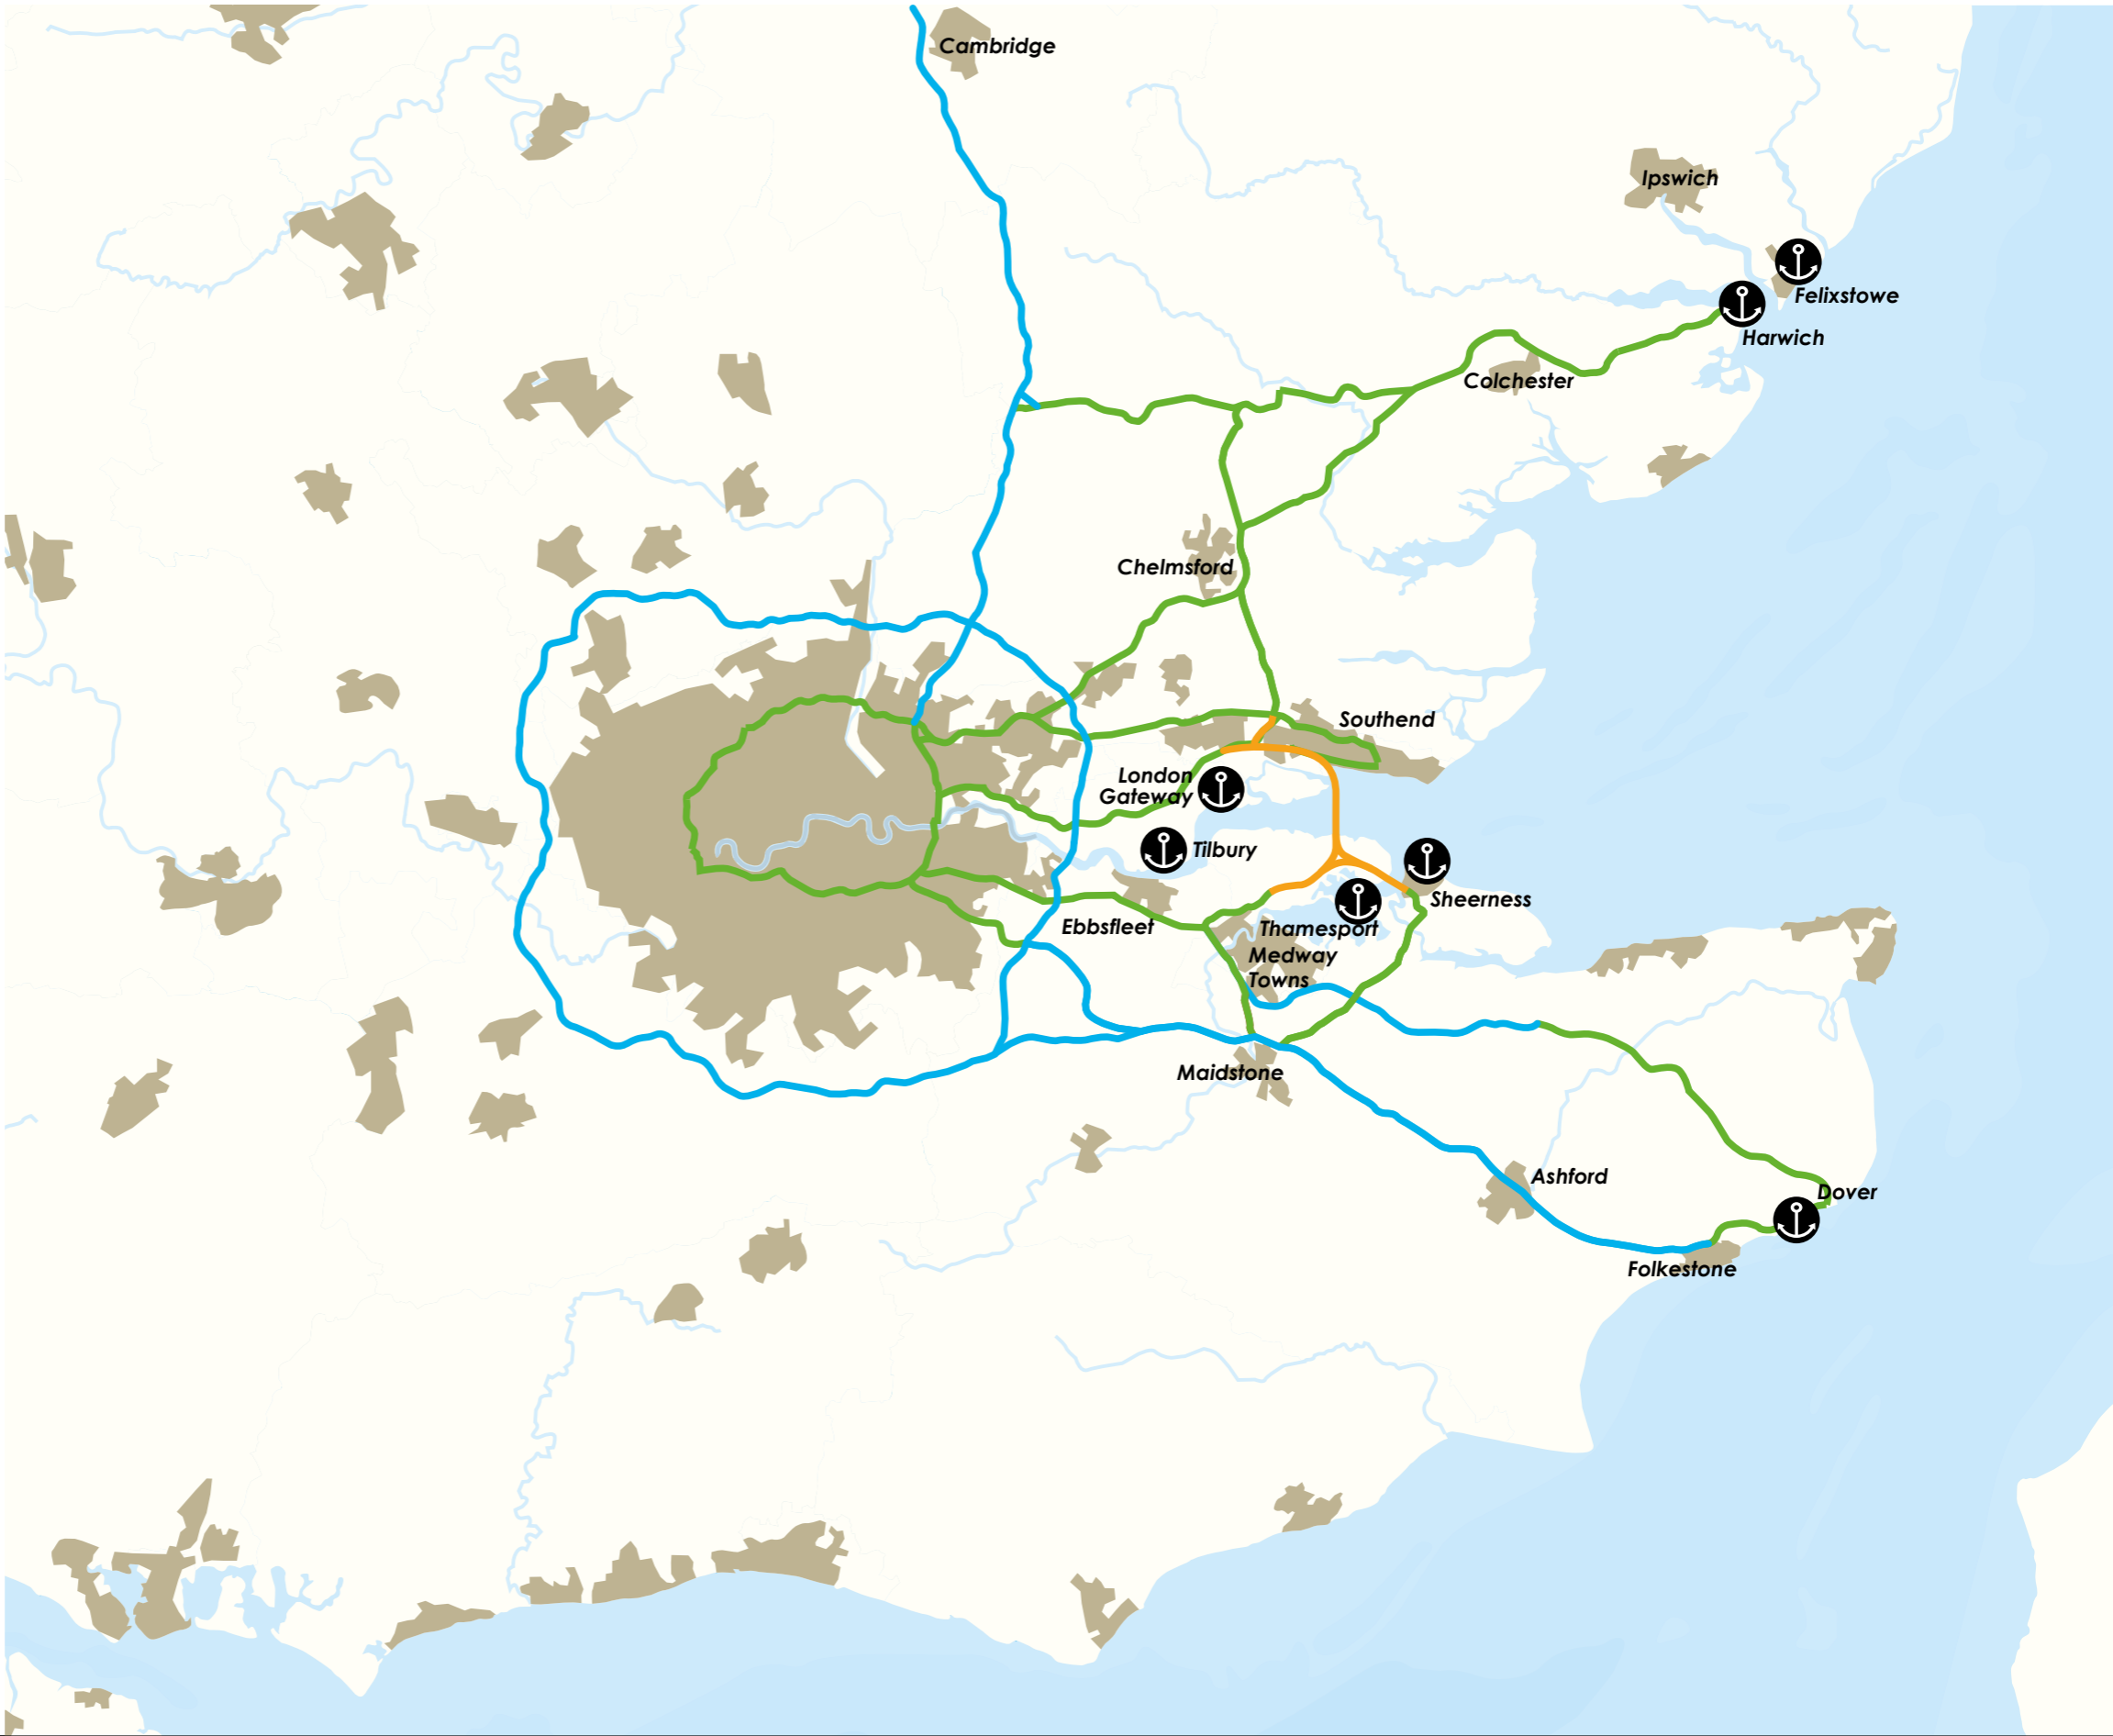 Cambridge
Ipswich
Felixstowe
Harwich
Colchester
Chelmsford
Southend
London
Gateway
Tilbury
Sheerness
Ebbsfleet
Thamesport
Medway
Towns
Maidstone
Ashford
Dover
Folkestone